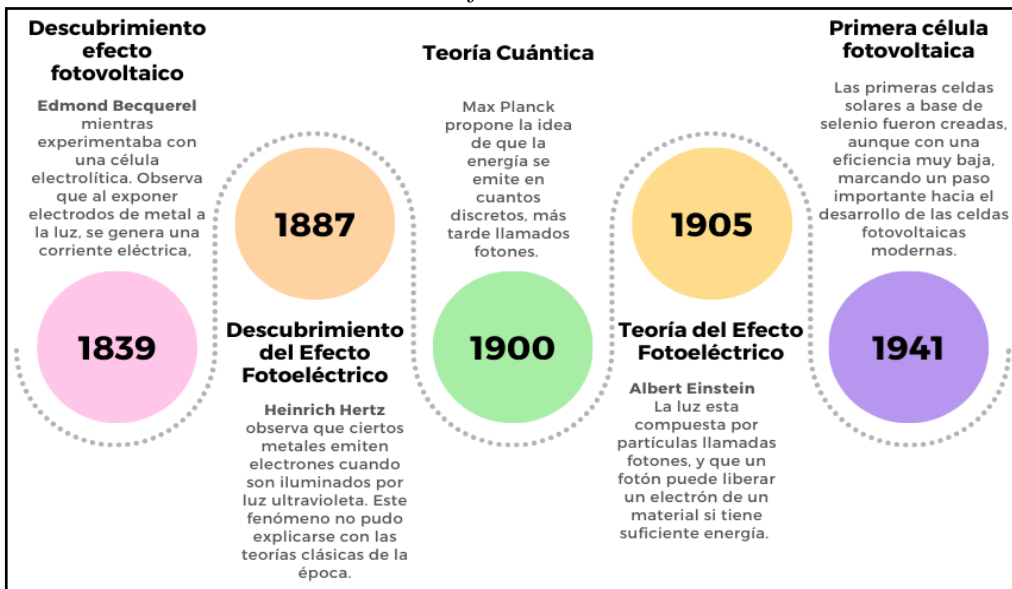 Descubrimiento
efecto
fotovoltaico
Edmond Becquerel
mientras
experimentaba con
una célula
electrolítica. Observa
que al exponer
electrodos de metal a
la luz, se genera una
corriente eléctrica,
1839
1887
Descubrimiento
del Efecto
Fotoeléctrico
Heinrich Hertz
observa que ciertos
metales emiten
electrones cuando
son iluminados por
luz ultravioleta. Este
fenómeno no pudo
explicarse con las
teorías clásicas de la
época.
Teoría Cuántica
Max Planck
propone la idea
de que la
energía se
emite en
cuantos
discretos, más
tarde llamados
fotones.
1900
1905
Teoría del Efecto
Fotoeléctrico
Albert Einstein
La luz esta
compuesta por
partículas llamadas
fotones, y que un
fotón puede liberar
un electrón de un
material si tiene
suficiente energía.
Primera célula
fotovoltaica
Las primeras celdas
solares a base de
selenio fueron creadas,
aunque con una
eficiencia muy baja,
marcando un paso
importante hacia el
desarrollo de las celdas
fotovoltaicas
modernas.
1941